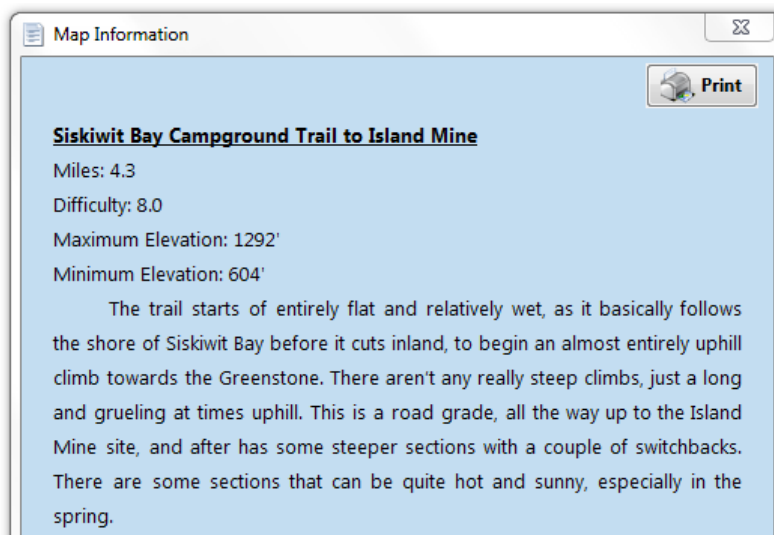 Map Information
Print
Siskiwit Bay Campground Trail to Island Mine
Miles: 4.3
Difficulty: 8.0
Maximum Elevation: 1292'
Minimum Elevation: 604'
The trail starts of entirely flat and relatively wet, as it basically follows
the shore of Siskiwit Bay before it cuts inland, to begin an almost entirely uphill
climb towards the Greenstone. There aren't any really steep climbs, just a long
and grueling at times uphill. This is a road grade, all the way up to the Island
Mine site, and after has some steeper sections with a couple of switchbacks.
There are some sections that can be quite hot and sunny, especially in the
spring.